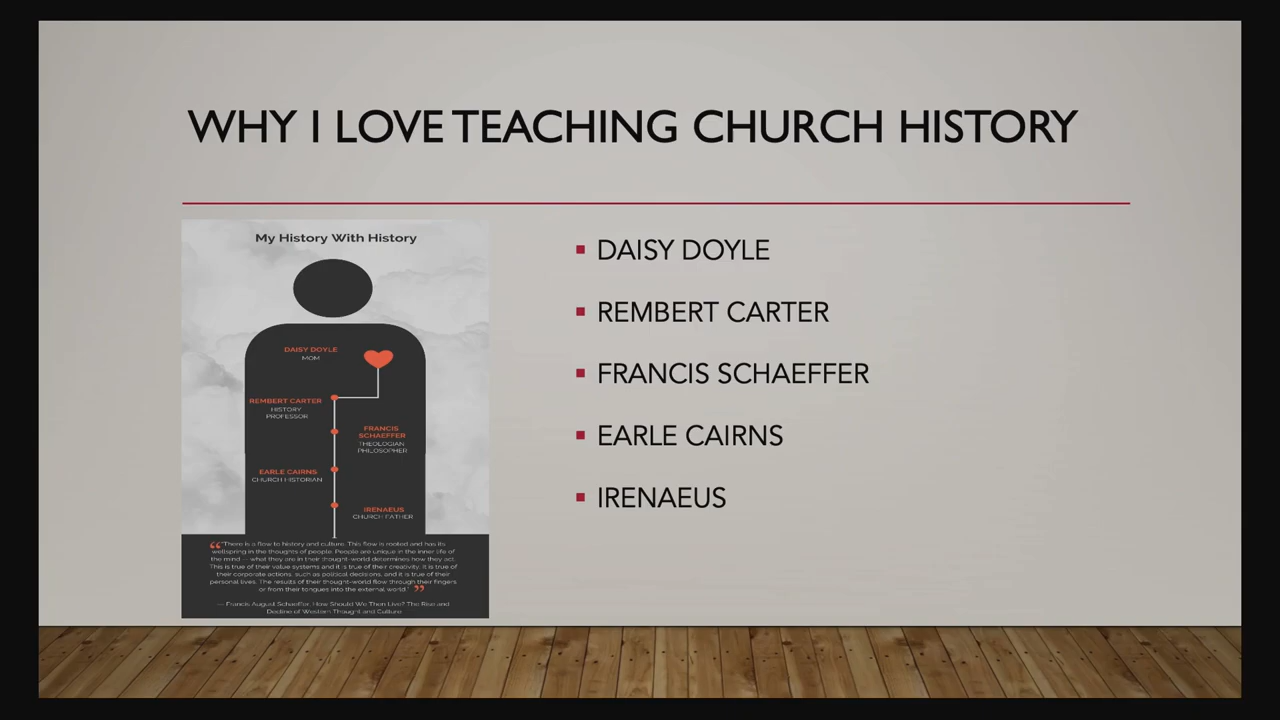 WHY I LOVE TEACHING CHURCH HISTORY
My History With History
DAISY DOYLE
MOM
REMBERT CARTER
HISTORY
PROFESSOR
FRANCIS
SCHAEFFER
THEOLOGIAN
PHILOSOPHER
EARLE CAIRNS
CHURCH HISTORIAN
IRENAEUS
CHURCH FATHER
““There is a flow to history and culture. This flow is rooted and has its
wellspring in the thoughts of people. People are unique in the inner life of
the mind -- what they are in their thought-world determines how they act.
This is true of their value systems and it is true of their creativity. It is true of
their corporate actions, such as political decisions, and it is true of their
personal lives. The results of their thought-world flow through their fingers
or from their tongues into the external world.” ”
― Francis August Schaeffer, How Should We Then Live? The Rise and
Decline of Western Thought and Culture
DAISY DOYLE
REMBERT CARTER
FRANCIS SCHAEFFER
EARLE CAIRNS
IRENAEUS